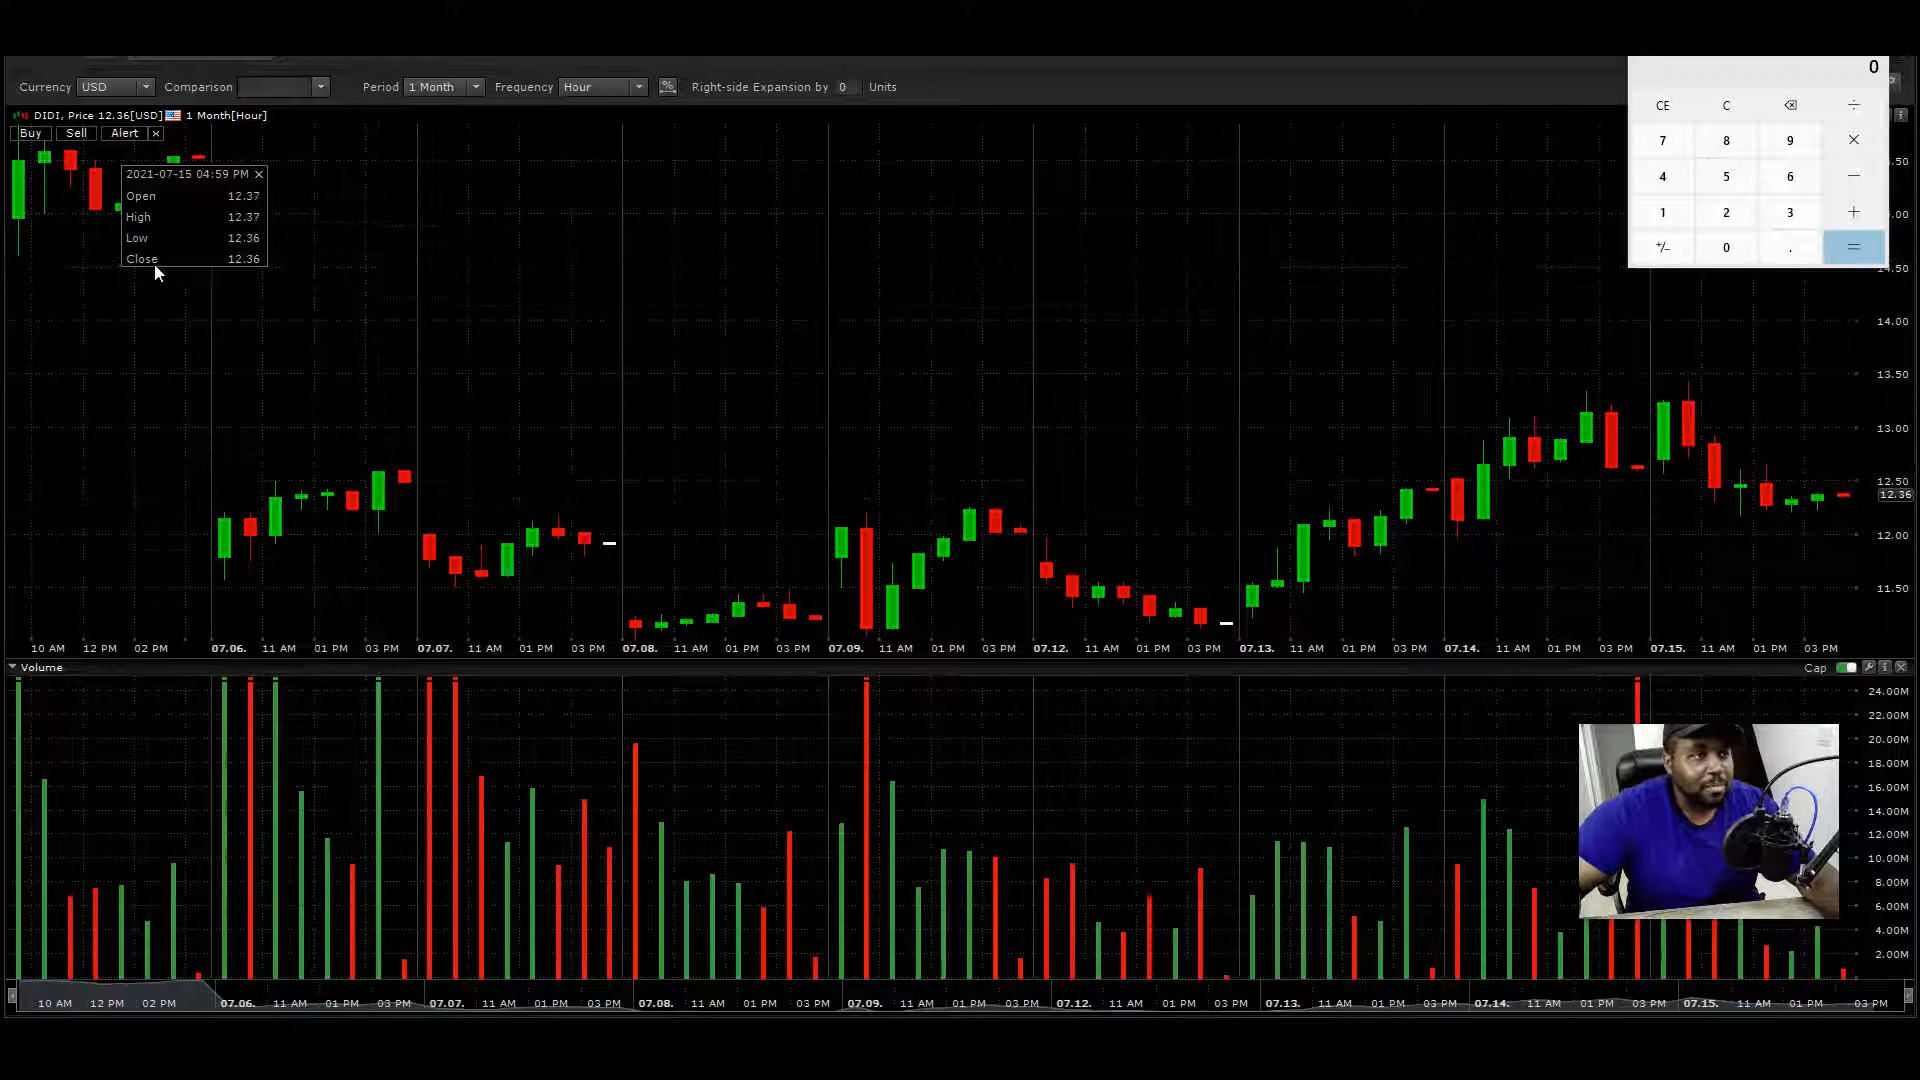 Currency USD Comparison Period 1 Month Frequency Hour Right-side Expansion by 0 Units
DIDI, Price 12.36[USD] 1 Month[Hour]
Buy Sell Alert ×
2021-07-15 04:59 PM ×
Open 12.37
High 12.37
Low 12.36
Close 12.36
0
CE C ⌫ ÷
7 8 9 ×
4 5 6 −
1 2 3 +
+/− 0 . =
14.00
13.50
13.00
12.50
12.36
12.00
11.50
10 AM 12 PM 02 PM 07.06. 11 AM 01 PM 03 PM 07.07. 11 AM 01 PM 03 PM 07.08. 11 AM 01 PM 03 PM 07.09. 11 AM 01 PM 03 PM 07.12. 11 AM 01 PM 03 PM 07.13. 11 AM 01 PM 03 PM 07.14. 11 AM 01 PM 03 PM 07.15. 11 AM 01 PM 03 PM
Volume Cap
24.00M
22.00M
20.00M
18.00M
16.00M
14.00M
12.00M
10.00M
8.00M
6.00M
4.00M
2.00M
10 AM 12 PM 02 PM 07.06. 11 AM 01 PM 03 PM 07.07. 11 AM 01 PM 03 PM 07.08. 11 AM 01 PM 03 PM 07.09. 11 AM 01 PM 03 PM 07.12. 11 AM 01 PM 03 PM 07.13. 11 AM 01 PM 03 PM 07.14. 11 AM 01 PM 03 PM 07.15. 11 AM 01 PM 03 PM